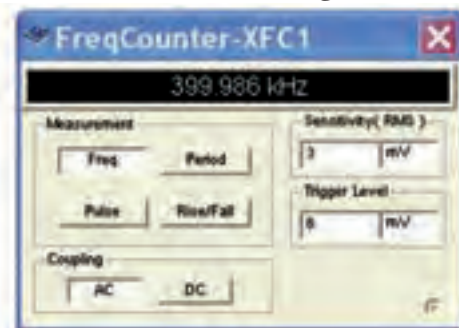 FreqCounter-XFC1
399.986 kHz
Measurement
Freq Period
Pulse Rise/Fall
Coupling
AC DC
Sensitivity( RMS )
3 mV
Trigger Level
mV